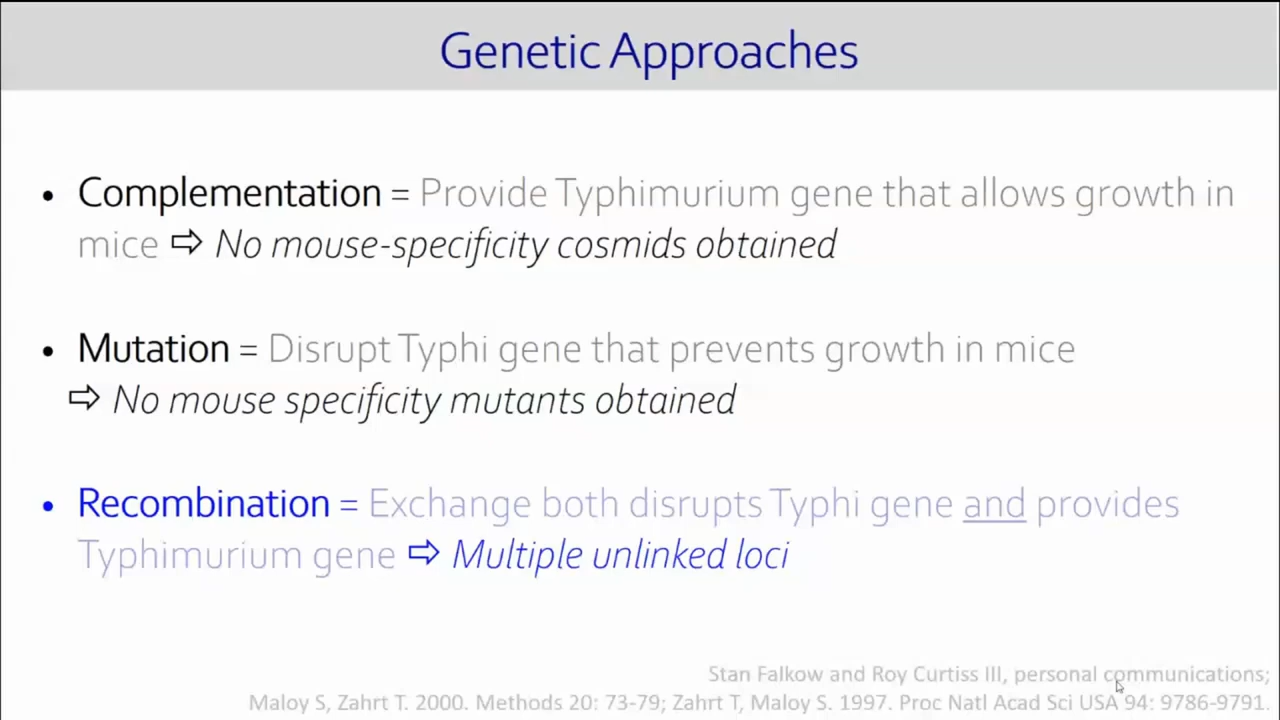 Genetic Approaches
• Complementation = Provide Typhimurium gene that allows growth in
mice ⇨ No mouse-specificity cosmids obtained
• Mutation = Disrupt Typhi gene that prevents growth in mice
⇨ No mouse specificity mutants obtained
• Recombination = Exchange both disrupts Typhi gene and provides
Typhimurium gene ⇨ Multiple unlinked loci
Stan Falkow and Roy Curtiss III, personal communications;
Maloy S, Zahrt T. 2000. Methods 20: 73-79; Zahrt T, Maloy S. 1997. Proc Natl Acad Sci USA 94: 9786-9791.